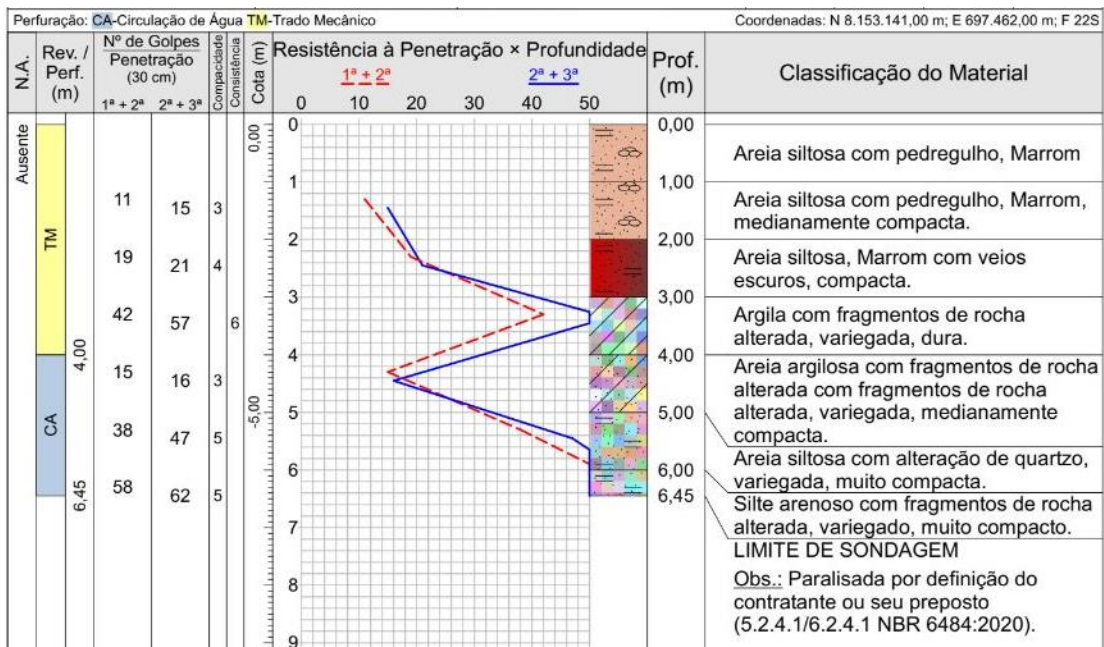 Perfuração: CA-Circulação de Água TM-Trado Mecânico
Coordenadas: N 8.153.141,00 m; E 697.462,00 m; F 22S
N.A.
Rev. / Perf. (m)
Nº de Golpes
Penetração
(30 cm)
1ª + 2ª 2ª + 3ª
Compacidade
Consistência
Cota (m)
Resistência à Penetração × Profundidade
1ª + 2ª 2ª + 3ª
0 10 20 30 40 50
Prof.
(m)
Classificação do Material
Ausente
TM
4,00
CA
6,45
11 15 3
19 21 4
42 57 6
15 16 3
38 47 5
58 62 5
0,00
-5,00
0
1
2
3
4
5
6
7
8
9
0,00
1,00
2,00
3,00
4,00
5,00
6,00
6,45
Areia siltosa com pedregulho, Marrom
Areia siltosa com pedregulho, Marrom,
medianamente compacta.
Areia siltosa, Marrom com veios
escuros, compacta.
Argila com fragmentos de rocha
alterada, variegada, dura.
Areia argilosa com fragmentos de rocha
alterada com fragmentos de rocha
alterada, variegada, medianamente
compacta.
Areia siltosa com alteração de quartzo,
variegada, muito compacta.
Silte arenoso com fragmentos de rocha
alterada, variegado, muito compacto.
LIMITE DE SONDAGEM
Obs.: Paralisada por definição do
contratante ou seu preposto
(5.2.4.1/6.2.4.1 NBR 6484:2020).